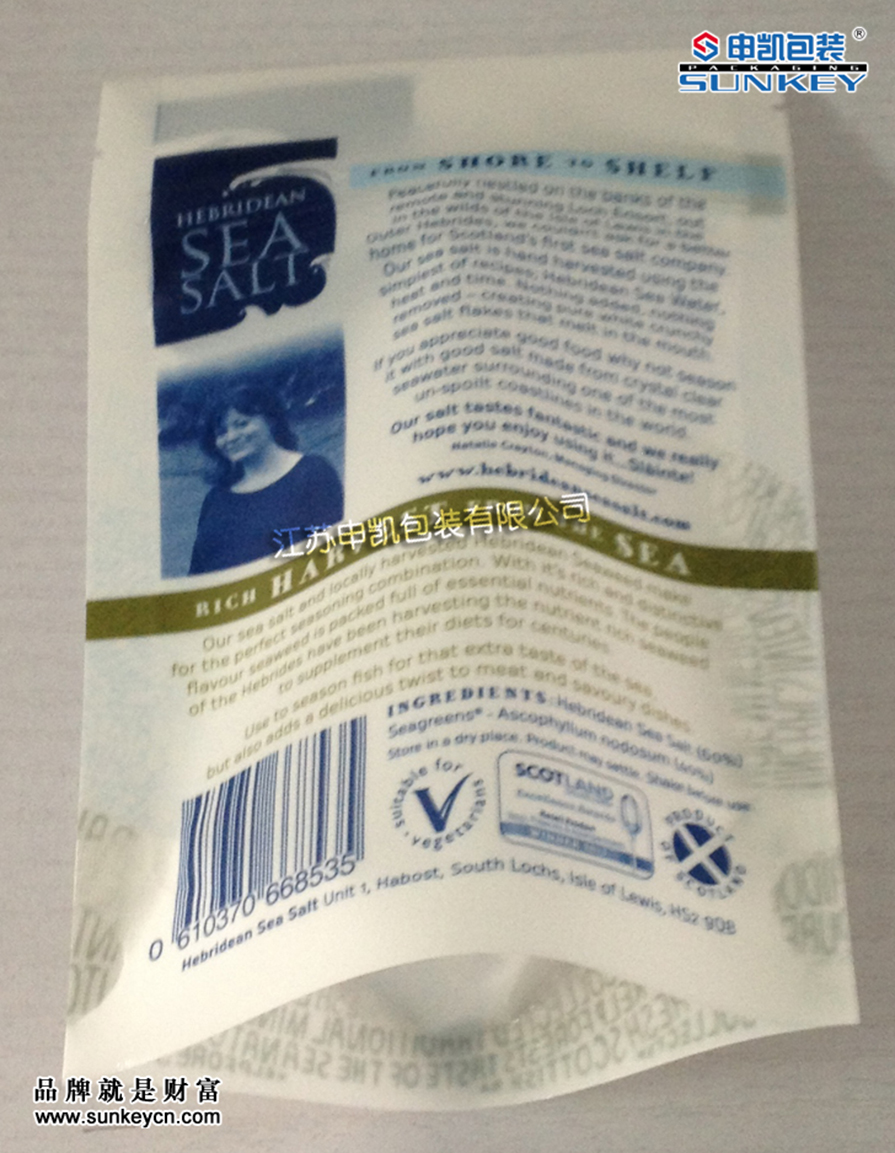 申凯包装®
PACKAGING
SUNKEY
HEBRIDEAN
SEA
SALT
FROM SHORE TO SHELF
Peacefully nestled on the banks of the
remote and stunning Loch Erisort, out
in the wilds of the Isle of Lewis in the
Outer Hebrides, we couldn't ask for a better
home for Scotland's first sea salt company.
Our sea salt is hand harvested using the
simplest of recipes; Hebridean Sea Water,
heat and time. Nothing added, nothing
removed – creating pure white crunchy
sea salt flakes that melt in the mouth.
If you appreciate good food why not season
it with good salt made from crystal clear
seawater surrounding one of the most
un-spoilt coastlines in the world.
Our salt tastes fantastic and we really
hope you enjoy using it...Slàinte!
Natalie Crayton, Managing Director
www.hebrideanseasalt.com
江苏申凯包装有限公司
RICH HARVEST FROM THE SEA
Our sea salt and locally harvested Hebridean Seaweed make
for the perfect seasoning combination. With it's rich and distinctive
flavour seaweed is packed full of essential nutrients. The people
of the Hebrides have been harvesting the nutrient rich seaweed
to supplement their diets for centuries.
Use to season fish for that extra taste of the sea
but also adds a delicious twist to meat and savoury dishes.
INGREDIENTS: Hebridean Sea Salt (60%)
Seagreens® - Ascophyllum nodosum (40%)
Store in a dry place. Product may settle. Shake before use
suitable for
vegetarians
SCOTLAND
Excellence Awards
Retail Product
WINNER
PRODUCT
OF
SCOTLAND
0 610370 668535
Hebridean Sea Salt Unit 1, Habost, South Lochs, Isle of Lewis, HS2 9QB
品牌就是财富
www.sunkeycn.com